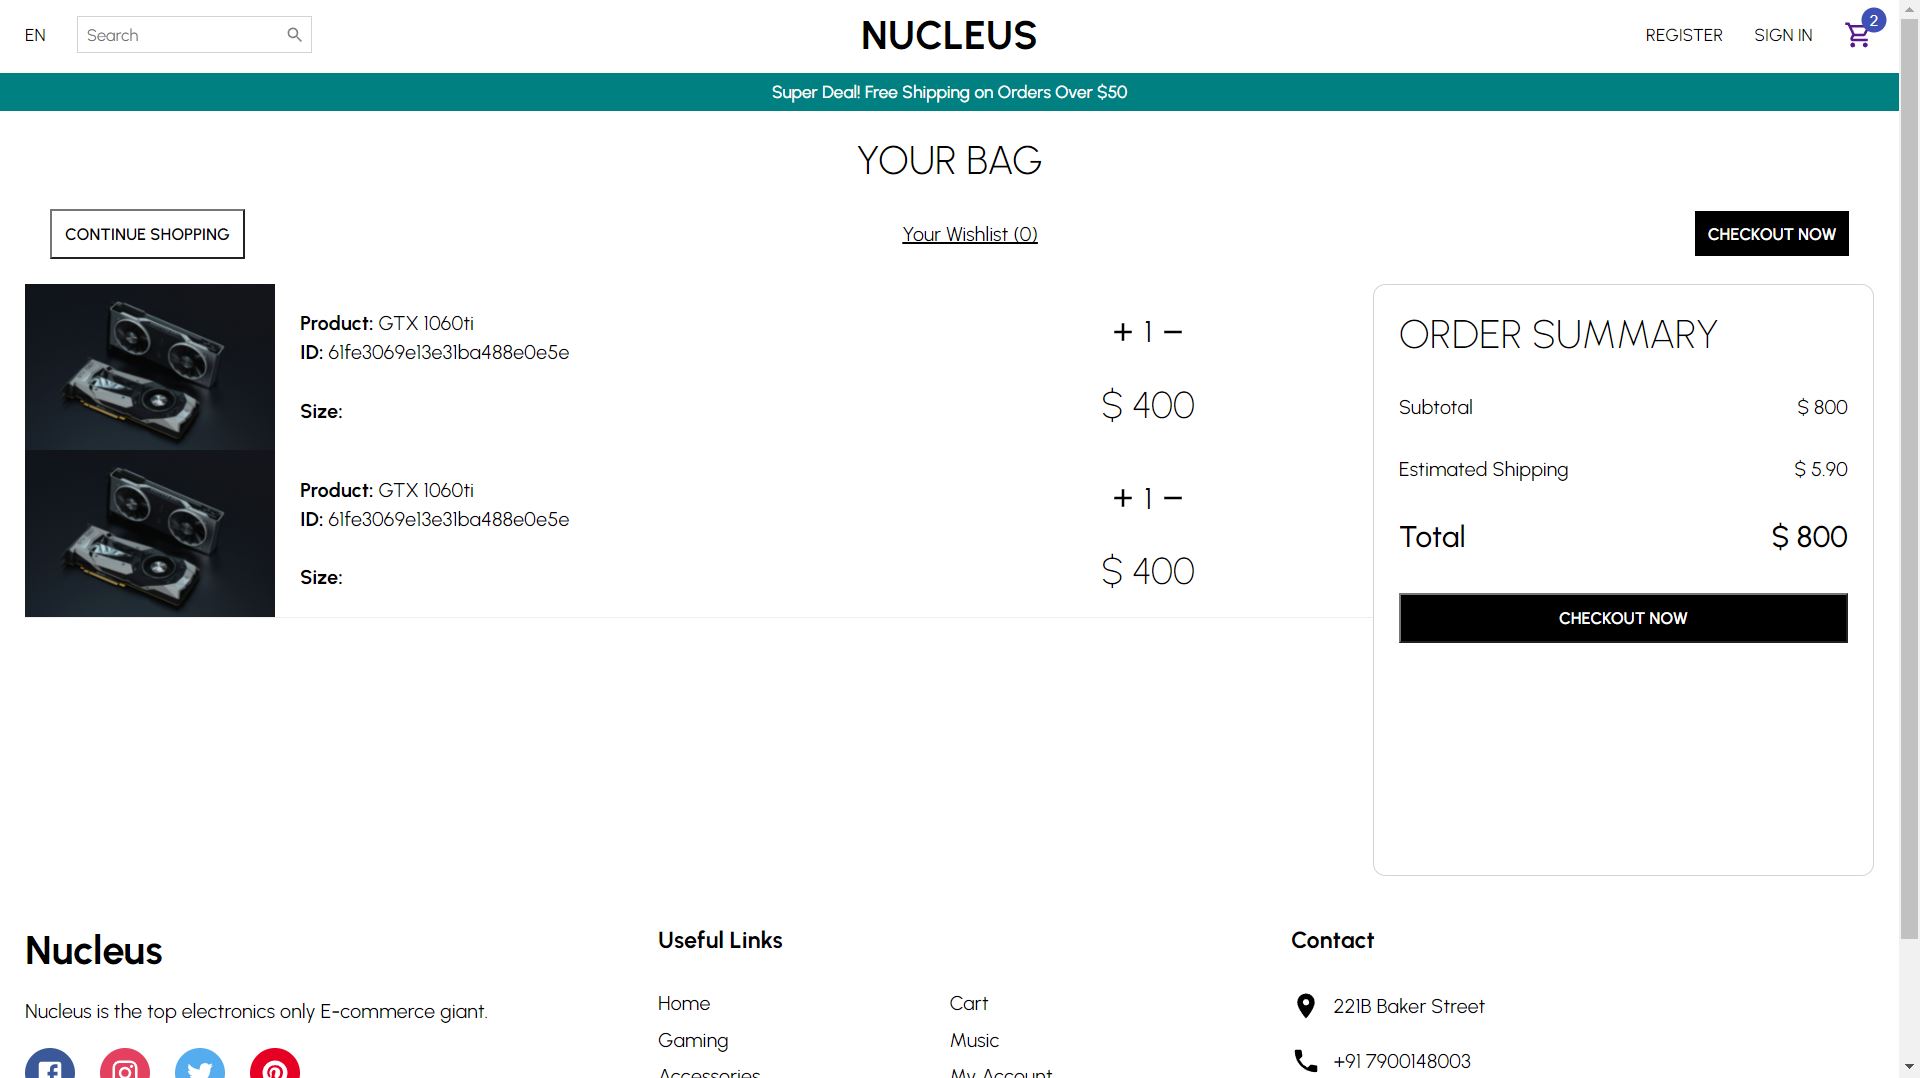 EN
Search
NUCLEUS
REGISTER
SIGN IN
2
Super Deal! Free Shipping on Orders Over $50
YOUR BAG
CONTINUE SHOPPING
Your Wishlist (0)
CHECKOUT NOW
Product: GTX 1060ti
ID: 61fe3069e13e31ba488e0e5e
Size:
+ 1 −
$ 400
Product: GTX 1060ti
ID: 61fe3069e13e31ba488e0e5e
Size:
+ 1 −
$ 400
ORDER SUMMARY
Subtotal $ 800
Estimated Shipping $ 5.90
Total $ 800
CHECKOUT NOW
Nucleus
Nucleus is the top electronics only E-commerce giant.
Useful Links
Home
Cart
Gaming
Music
Accessories
My Account
Contact
221B Baker Street
+91 7900148003